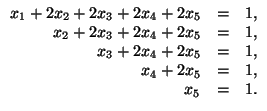 x₁ + 2x₂ + 2x₃ + 2x₄ + 2x₅ = 1,
x₂ + 2x₃ + 2x₄ + 2x₅ = 1,
x₃ + 2x₄ + 2x₅ = 1,
x₄ + 2x₅ = 1,
x₅ = 1.